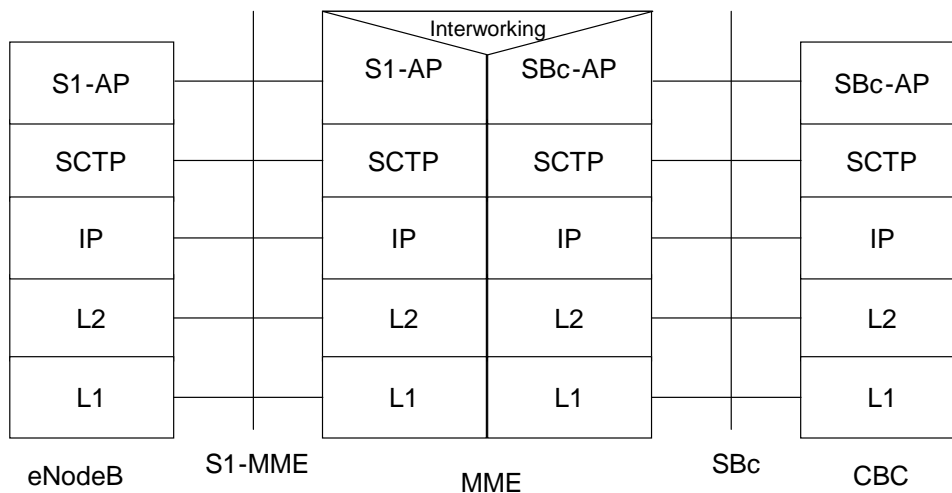 Interworking
S1-AP S1-AP SBc-AP SBc-AP
SCTP SCTP SCTP SCTP
IP IP IP IP
L2 L2 L2 L2
L1 L1 L1 L1
eNodeB S1-MME MME SBc CBC